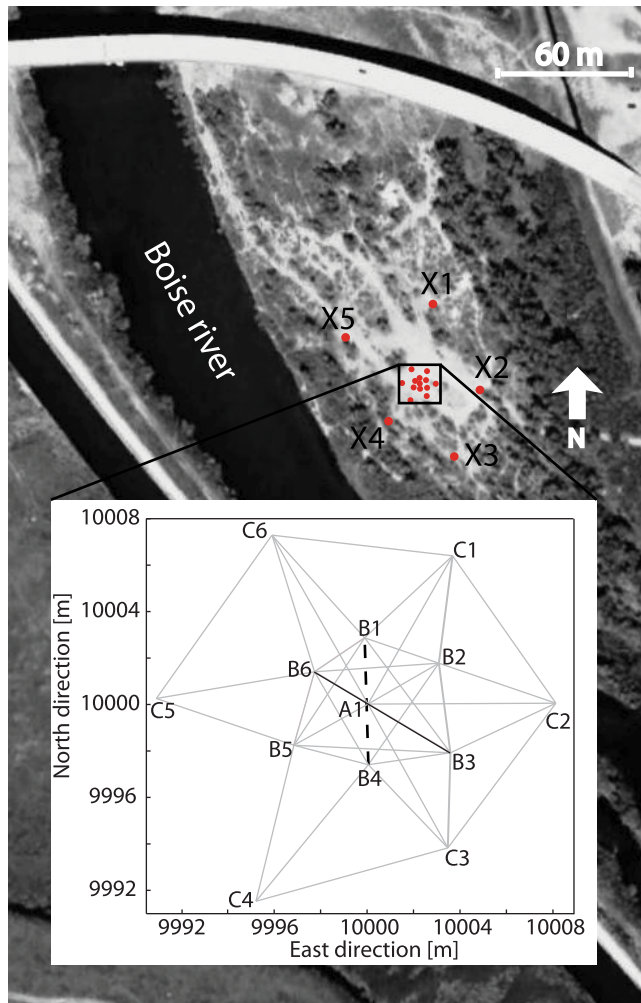 60 m
Boise river
X1
X5
X2
X4
X3
N
10008
10004
10000
9996
9992
North direction [m]
C6
C1
B1
B2
B6
A1
C5
C2
B5
B3
B4
C3
C4
9992
9996
10000
10004
10008
East direction [m]